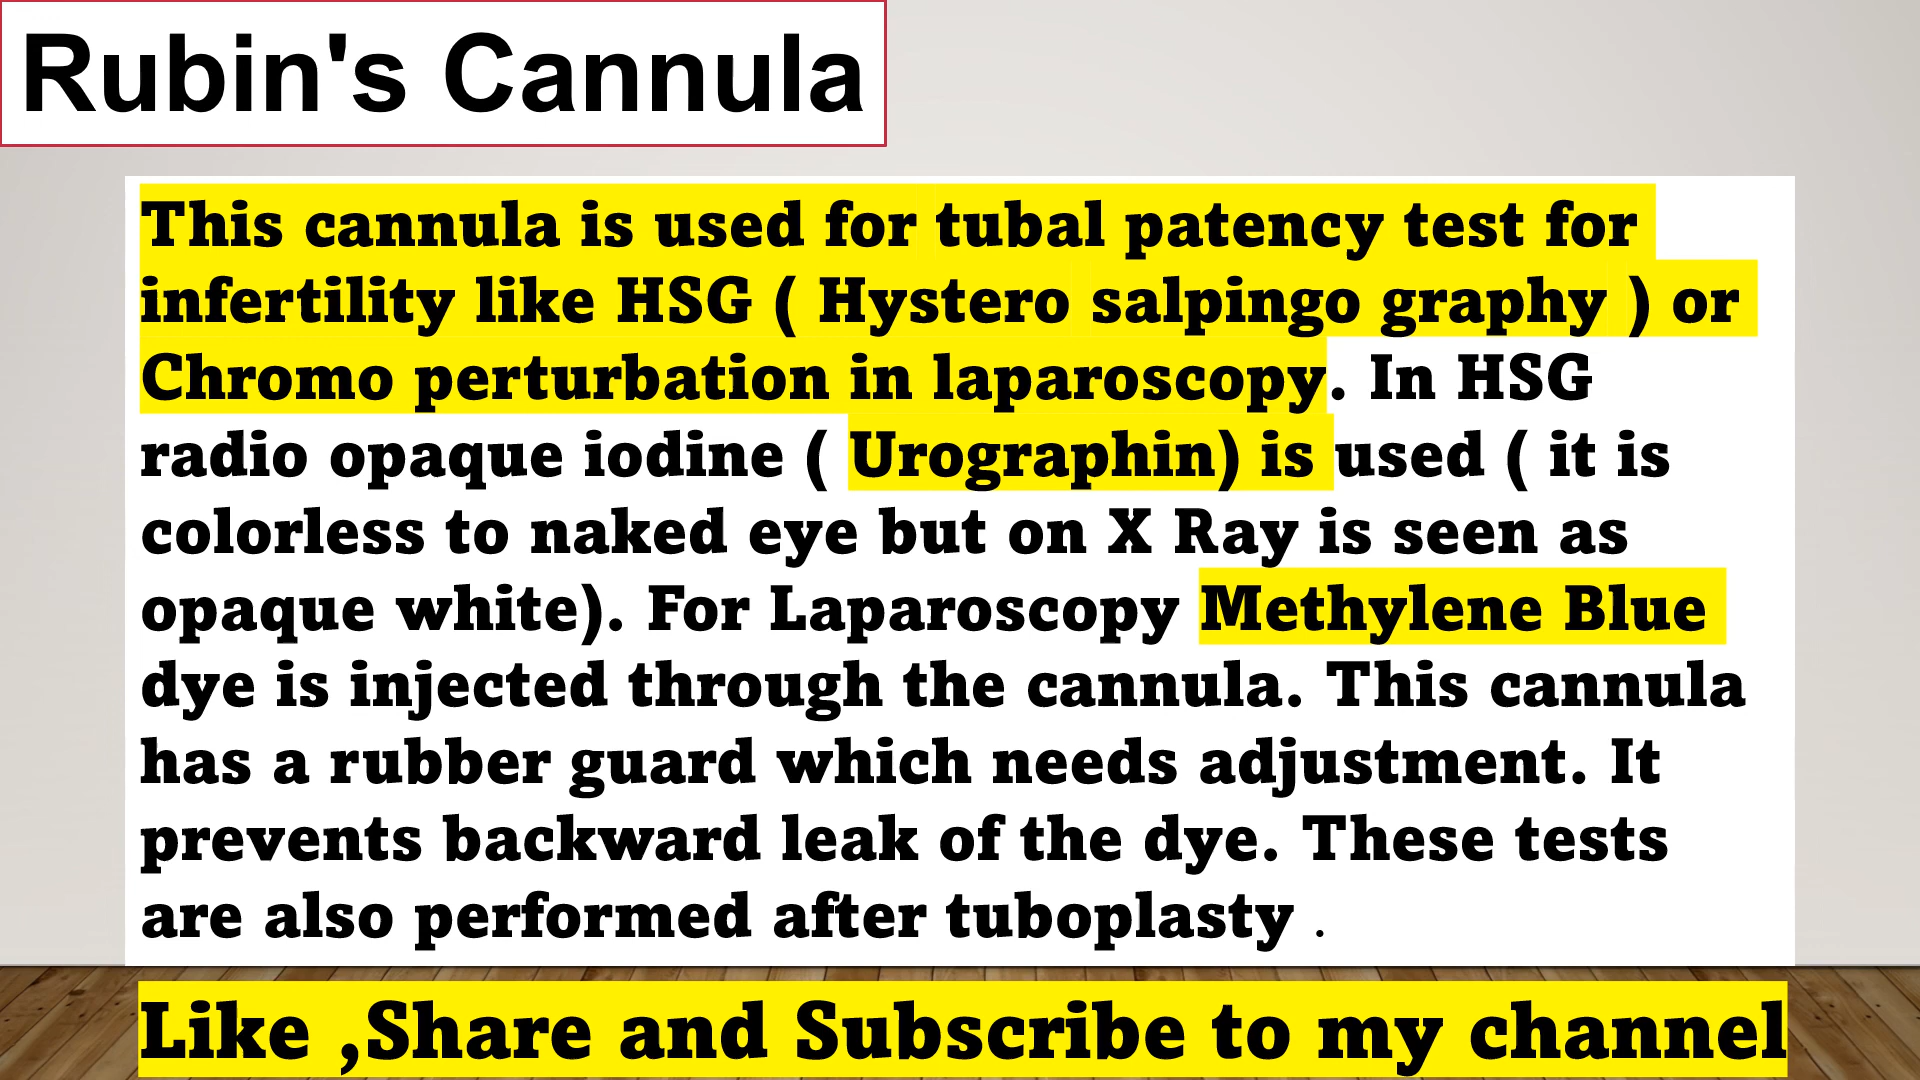 Rubin's Cannula
This cannula is used for tubal patency test for
infertility like HSG ( Hystero salpingo graphy ) or
Chromo perturbation in laparoscopy. In HSG
radio opaque iodine ( Urographin) is used ( it is
colorless to naked eye but on X Ray is seen as
opaque white). For Laparoscopy Methylene Blue
dye is injected through the cannula. This cannula
has a rubber guard which needs adjustment. It
prevents backward leak of the dye. These tests
are also performed after tuboplasty .
Like ,Share and Subscribe to my channel